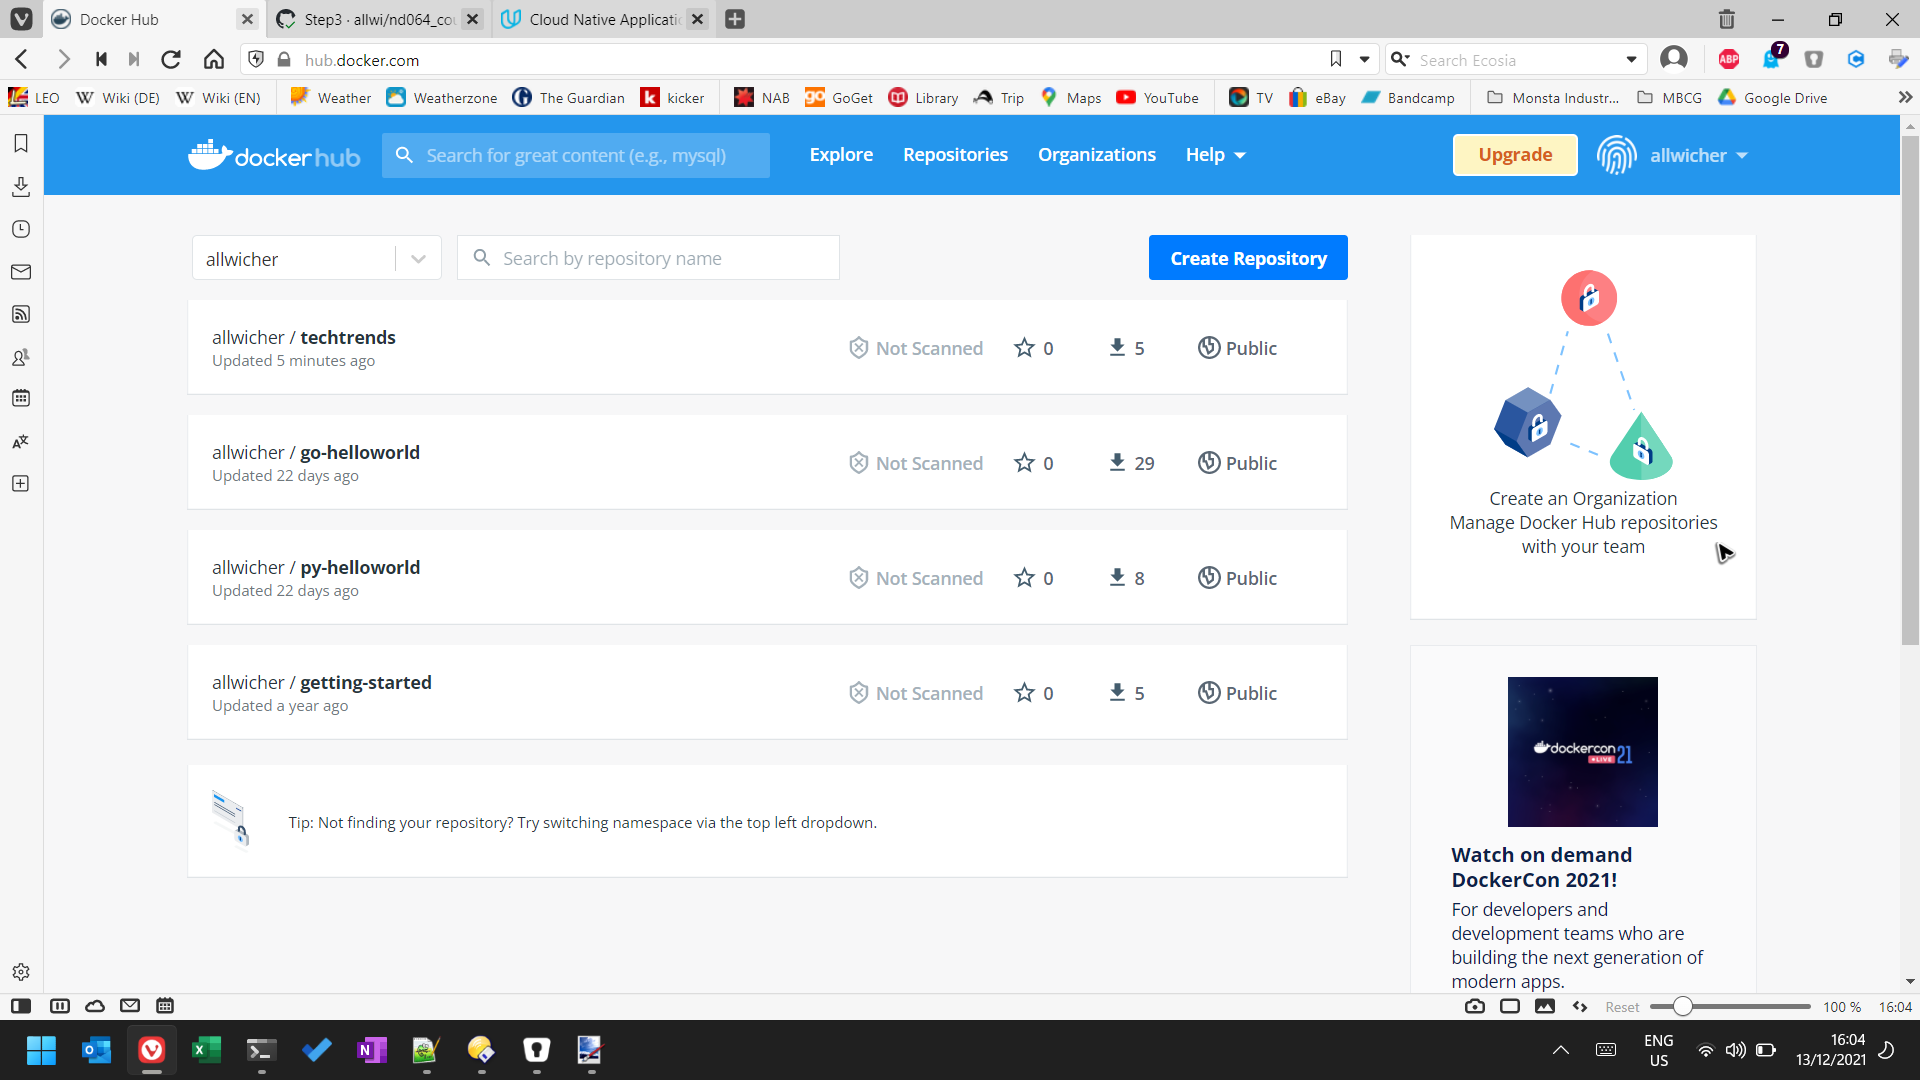 Docker Hub
Step3 · allwi/nd064_cou
Cloud Native Applicatio
hub.docker.com
Search Ecosia
ABP
7
LEO
Wiki (DE)
Wiki (EN)
Weather
Weatherzone
The Guardian
kicker
NAB
GoGet
Library
Trip
Maps
YouTube
TV
eBay
Bandcamp
Monsta Industr...
MBCG
Google Drive
docker hub
Search for great content (e.g., mysql)
Explore
Repositories
Organizations
Help
Upgrade
allwicher
allwicher
Search by repository name
Create Repository
allwicher / techtrends
Updated 5 minutes ago
Not Scanned
0
5
Public
allwicher / go-helloworld
Updated 22 days ago
Not Scanned
0
29
Public
allwicher / py-helloworld
Updated 22 days ago
Not Scanned
0
8
Public
allwicher / getting-started
Updated a year ago
Not Scanned
0
5
Public
Tip: Not finding your repository? Try switching namespace via the top left dropdown.
Create an Organization
Manage Docker Hub repositories
with your team
dockercon 21
LIVE
Watch on demand
DockerCon 2021!
For developers and
development teams who are
building the next generation of
modern apps.
Reset
100 %
16:04
ENG
US
16:04
13/12/2021